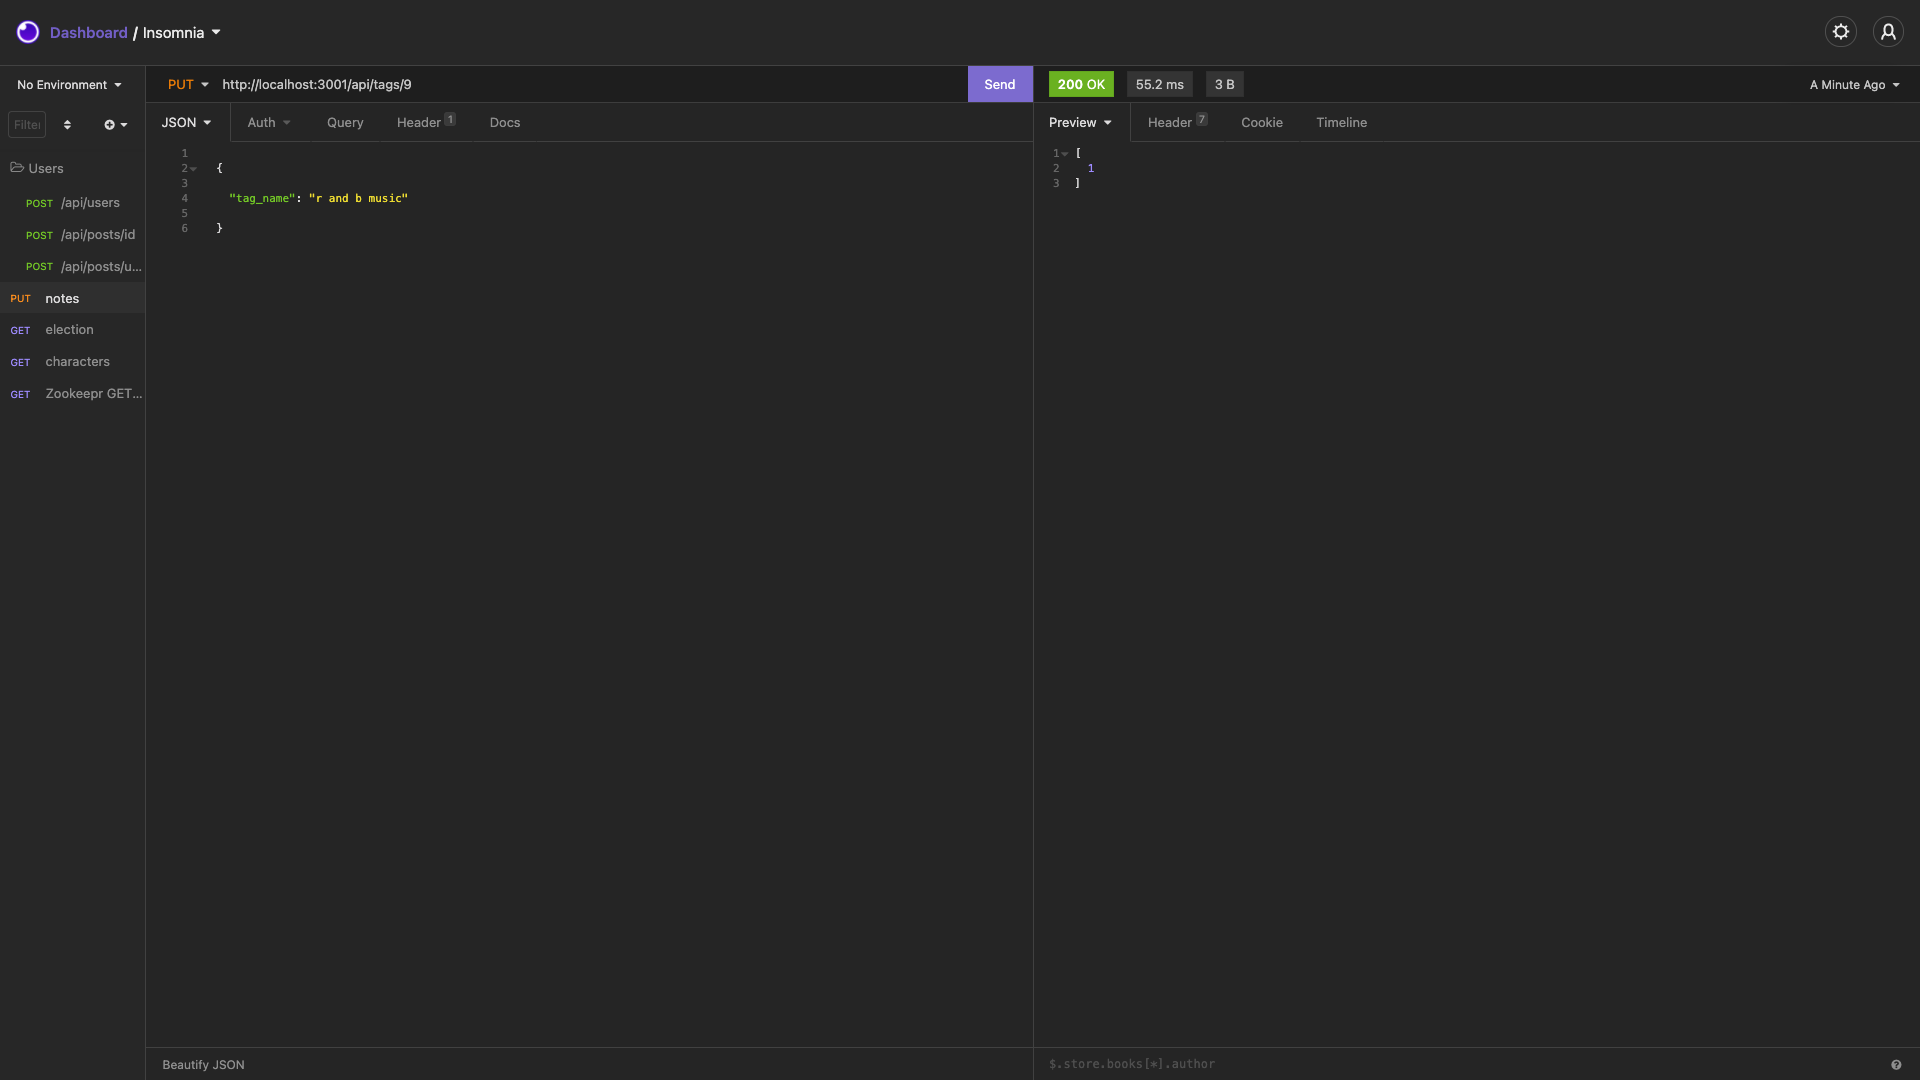 Dashboard / Insomnia
No Environment
Filter
Users
POST /api/users
POST /api/posts/id
POST /api/posts/u...
PUT notes
GET election
GET characters
GET Zookeepr GET...
PUT http://localhost:3001/api/tags/9 Send
JSON Auth Query Header 1 Docs
1
2 {
3
4 "tag_name": "r and b music"
5
6 }
Beautify JSON
200 OK 55.2 ms 3 B A Minute Ago
Preview Header 7 Cookie Timeline
1 [
2 1
3 ]
$.store.books[*].author